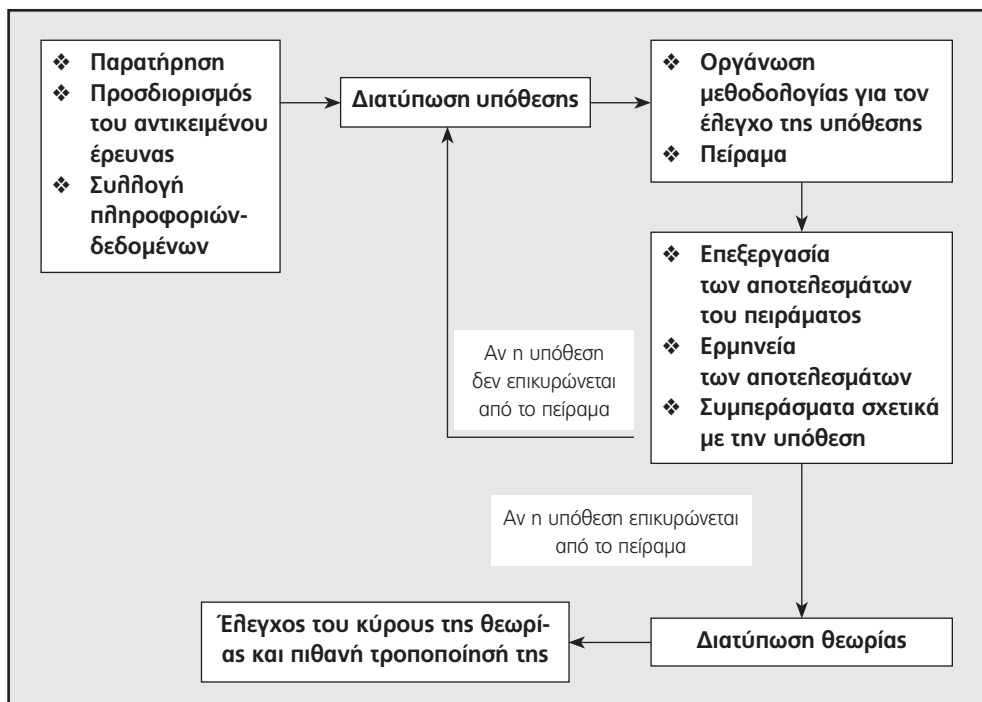 ❖ Παρατήρηση
❖ Προσδιορισμός
του αντικειμένου
έρευνας
❖ Συλλογή
πληροφοριών-
δεδομένων
Διατύπωση υπόθεσης
❖ Οργάνωση
μεθοδολογίας για τον
έλεγχο της υπόθεσης
❖ Πείραμα
❖ Επεξεργασία
των αποτελεσμάτων
του πειράματος
❖ Ερμηνεία
των αποτελεσμάτων
❖ Συμπεράσματα σχετικά
με την υπόθεση
Αν η υπόθεση
δεν επικυρώνεται
από το πείραμα
Αν η υπόθεση επικυρώνεται
από το πείραμα
Διατύπωση θεωρίας
Έλεγχος του κύρους της θεωρί-
ας και πιθανή τροποποίησή της